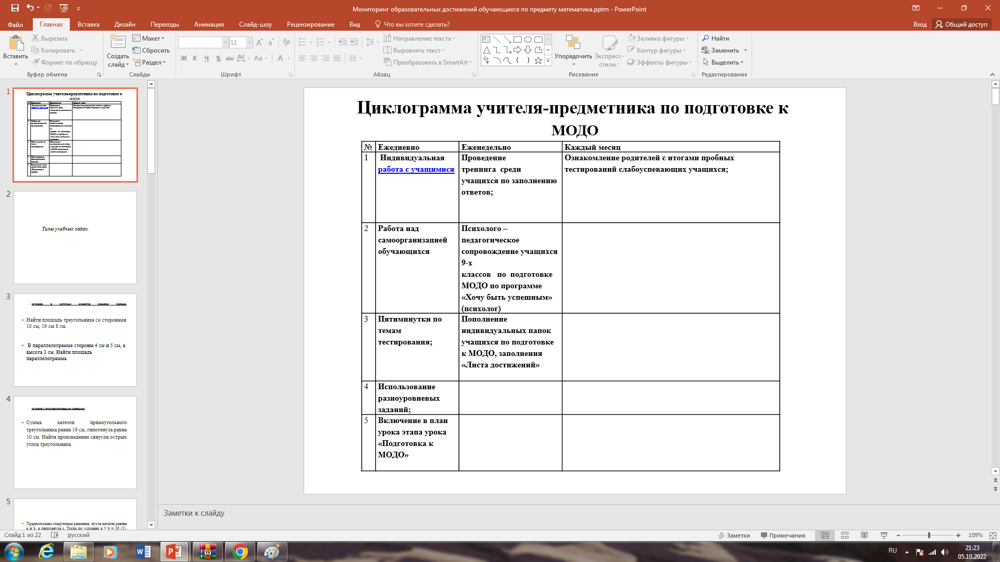 Мониторинг образовательных достижений обучающихся по предмету математика.pptm - PowerPoint
Файл
Главная
Вставка
Дизайн
Переходы
Анимация
Слайд-шоу
Рецензирование
Вид
Что вы хотите сделать?
Вход
Общий доступ
Вставить
Вырезать
Копировать
Формат по образцу
Буфер обмена
Создать
слайд
Макет
Сбросить
Раздел
Слайды
11
Ж К Ч S abc AV Aa A
Шрифт
Направление текста
Выровнять текст
Преобразовать в SmartArt
Абзац
Упорядочить
Экспресс-
стили
Заливка фигуры
Контур фигуры
Эффекты фигуры
Рисование
Найти
Заменить
Выделить
Редактирование
1
Циклограмма учителя-предметника по подготовке к
МОДО
2
Типы учебных задач:
3
задания, в которых имеются лишние данные.
• Найти площадь треугольника со сторонами
10 см, 19 см 8 см.
• В параллелограмме стороны 4 см и 5 см, а
высота 3 см. Найти площадь
параллелограмма.
4
задания с противоречивыми данными:
• Сумма катетов прямоугольного
треугольника равна 16 см, гипотенуза равна
10 см. Найти произведение синусов острых
углов треугольника.
5
• Предположим следующее решение: пусть катеты равны
a и b, а гипотенуза c. Тогда по условию a + b = 16 (1),
Циклограмма учителя-предметника по подготовке к
МОДО
№ Ежедневно Еженедельно Каждый месяц
1
Индивидуальная
работа с учащимися
Проведение
тренинга среди
учащихся по заполнению
ответов;
Ознакомление родителей с итогами пробных
тестирований слабоуспевающих учащихся;
2
Работа над
самоорганизацией
обучающихся
Психолого –
педагогическое
сопровождение учащихся
9-х
классов по подготовке
МОДО по программе
«Хочу быть успешным»
(психолог)
3
Пятиминутки по
темам
тестирования;
Пополнение
индивидуальных папок
учащихся по подготовке
к МОДО, заполнения
«Листа достижений»
4
Использование
разноуровневых
заданий;
5
Включение в план
урока этапа урока
«Подготовка к
МОДО»
Заметки к слайду
Слайд 1 из 22
русский
Заметки
Примечания
109%
RU
21:23
05.10.2022